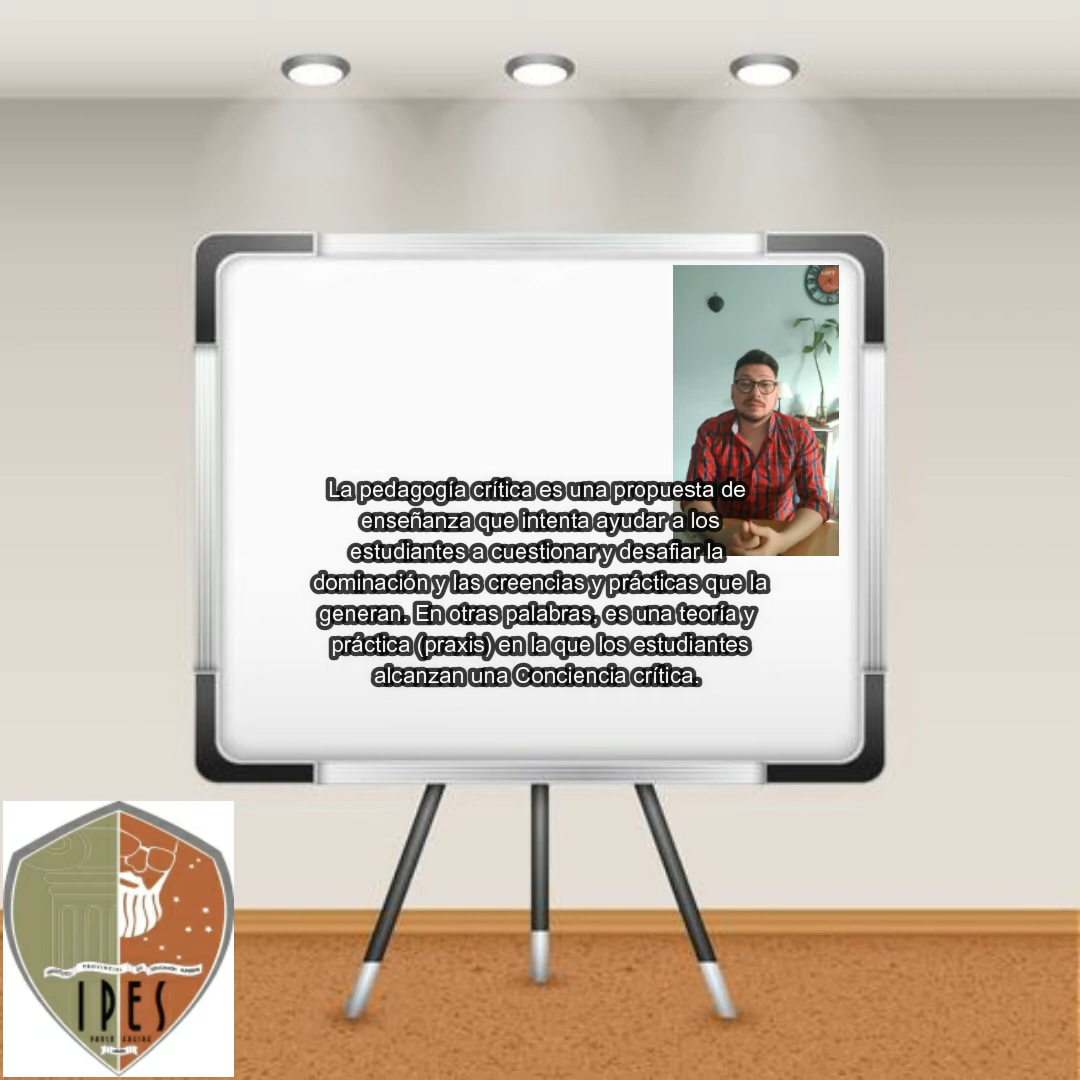 La pedagogía crítica es una propuesta de
enseñanza que intenta ayudar a los
estudiantes a cuestionar y desafiar la
dominación y las creencias y prácticas que la
generan. En otras palabras, es una teoría y
práctica (praxis) en la que los estudiantes
alcanzan una Conciencia crítica.
PROVINCIAL
IPES